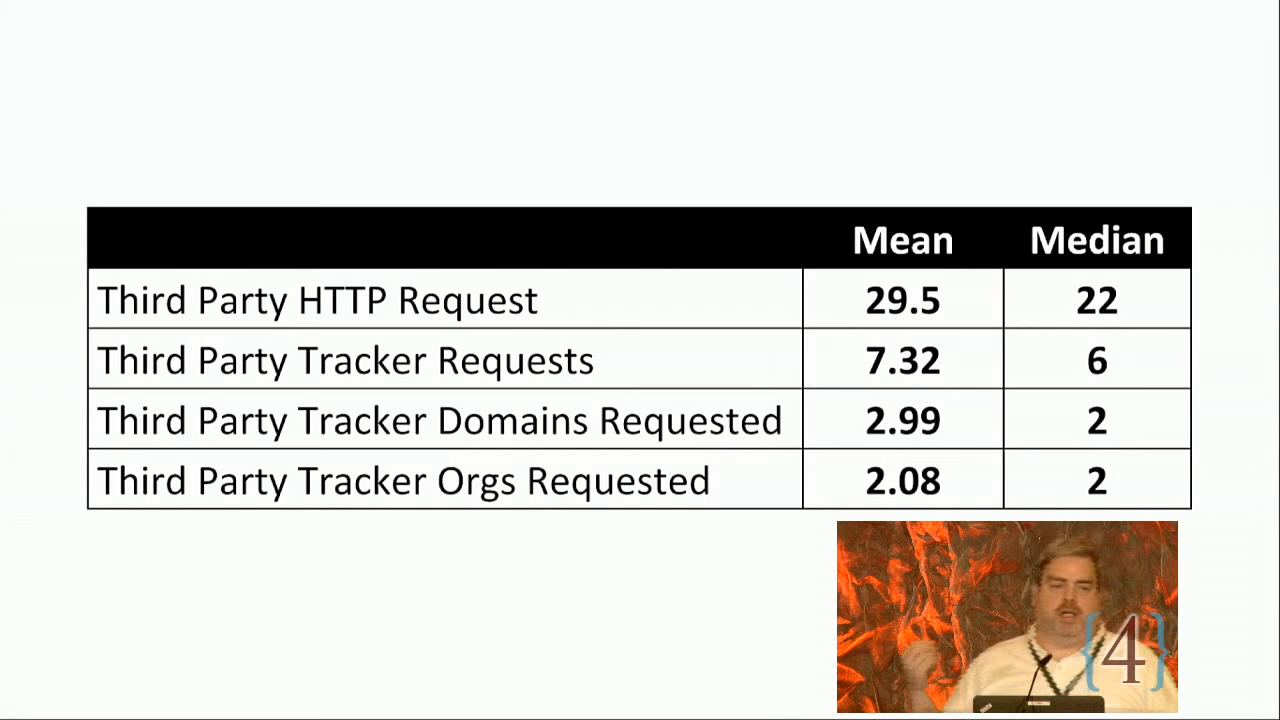 Mean Median
Third Party HTTP Request 29.5 22
Third Party Tracker Requests 7.32 6
Third Party Tracker Domains Requested 2.99 2
Third Party Tracker Orgs Requested 2.08 2
{4}